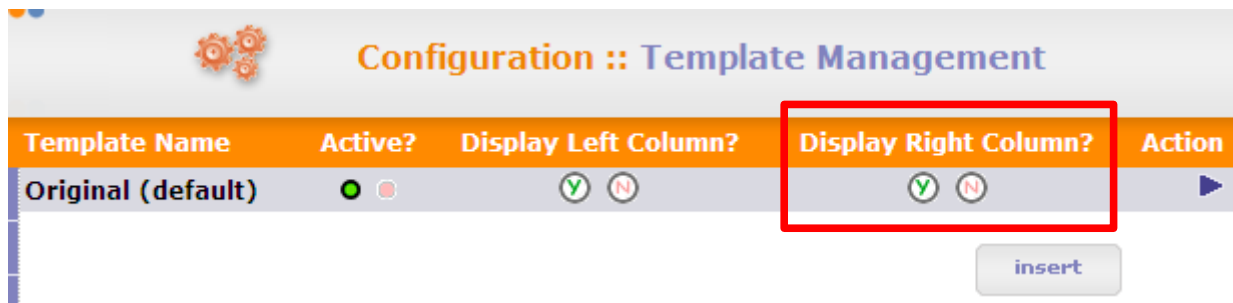 Configuration :: Template Management
Template Name Active? Display Left Column? Display Right Column? Action
Original (default) Y N Y N
insert